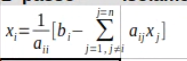 x_i = \frac{1}{a_{ii}} [b_i - \sum_{j=1, j \neq i}^{j=n} a_{ij} x_j]